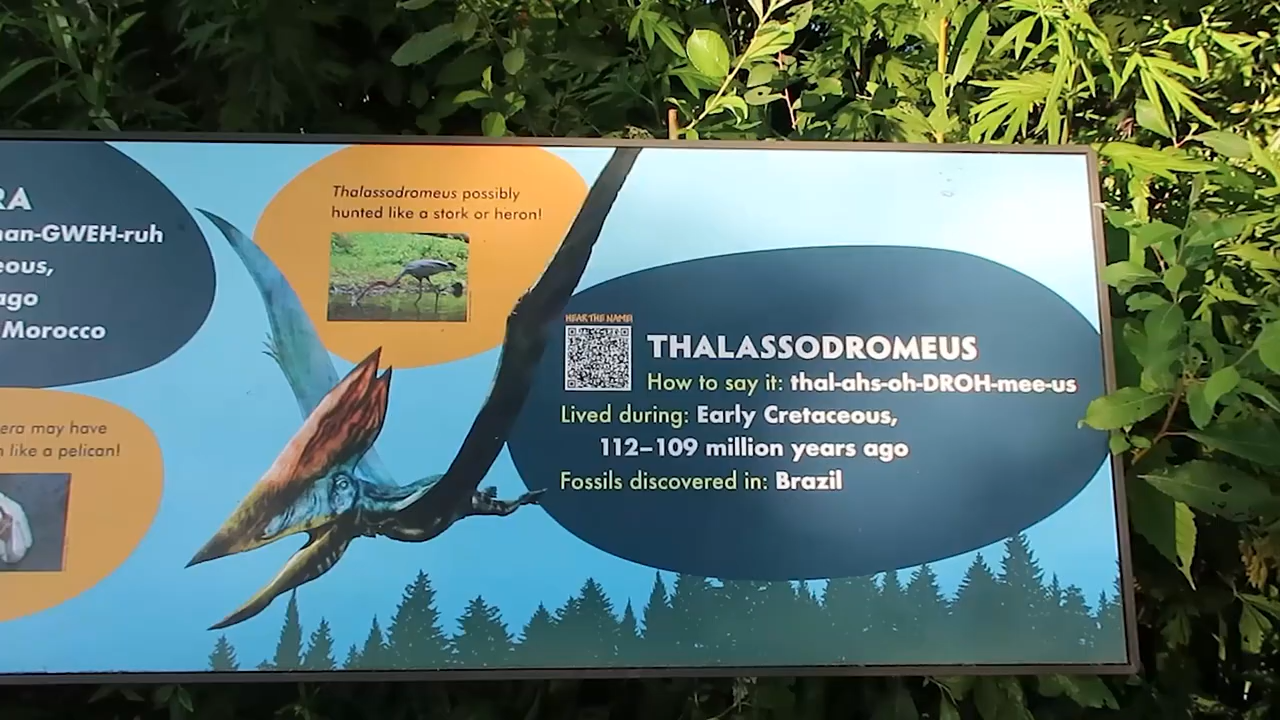 RA
nan-GWEH-ruh
eous,
ago
Morocco
era may have
like a pelican!
Thalassodromeus possibly
hunted like a stork or heron!
HEAR THE NAME!
THALASSODROMEUS
How to say it: thal-ahs-oh-DROH-mee-us
Lived during: Early Cretaceous,
112–109 million years ago
Fossils discovered in: Brazil